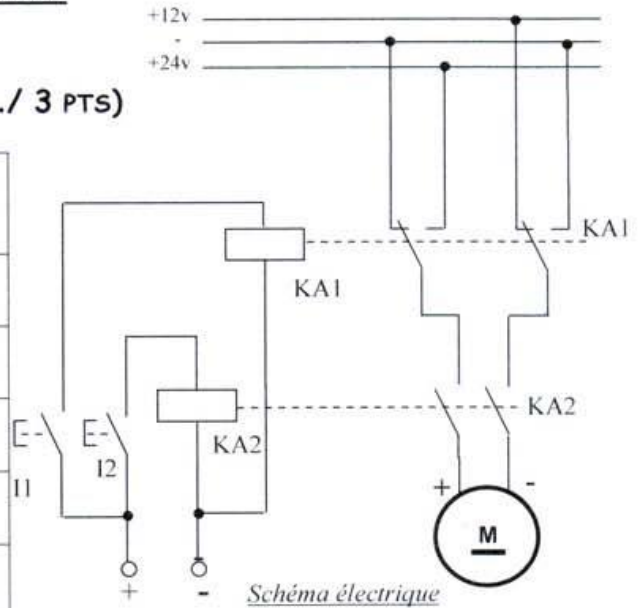 +12v
-
+24v
/ 3 PTS)
KA1
KA1
KA2
KA2
I1
I2
+
-
M
+
-
Schéma électrique